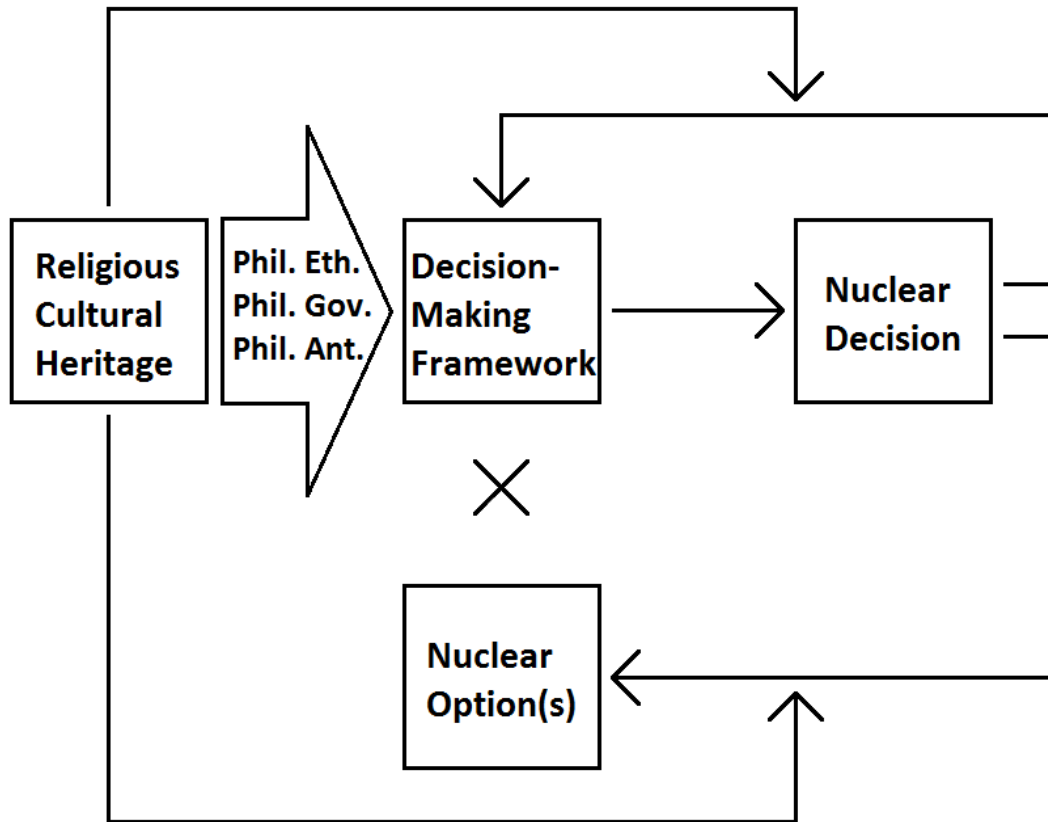 Religious
Cultural
Heritage
Phil. Eth.
Phil. Gov.
Phil. Ant.
Decision-
Making
Framework
Nuclear
Decision
Nuclear
Option(s)